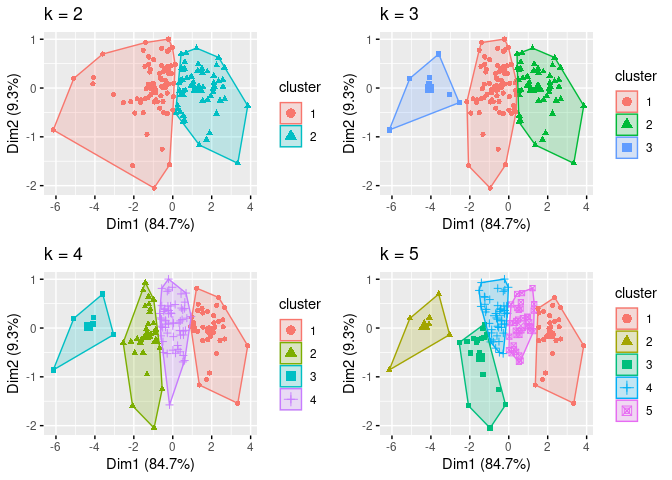 k = 2
1
0
-1
-2
Dim2 (9.3%)
-6 -4 -2 0 2 4
Dim1 (84.7%)
cluster
1
2
k = 3
1
0
-1
-2
Dim2 (9.3%)
-6 -4 -2 0 2 4
Dim1 (84.7%)
cluster
1
2
3
k = 4
1
0
-1
-2
Dim2 (9.3%)
-6 -4 -2 0 2 4
Dim1 (84.7%)
cluster
1
2
3
4
k = 5
1
0
-1
-2
Dim2 (9.3%)
-6 -4 -2 0 2 4
Dim1 (84.7%)
cluster
1
2
3
4
5